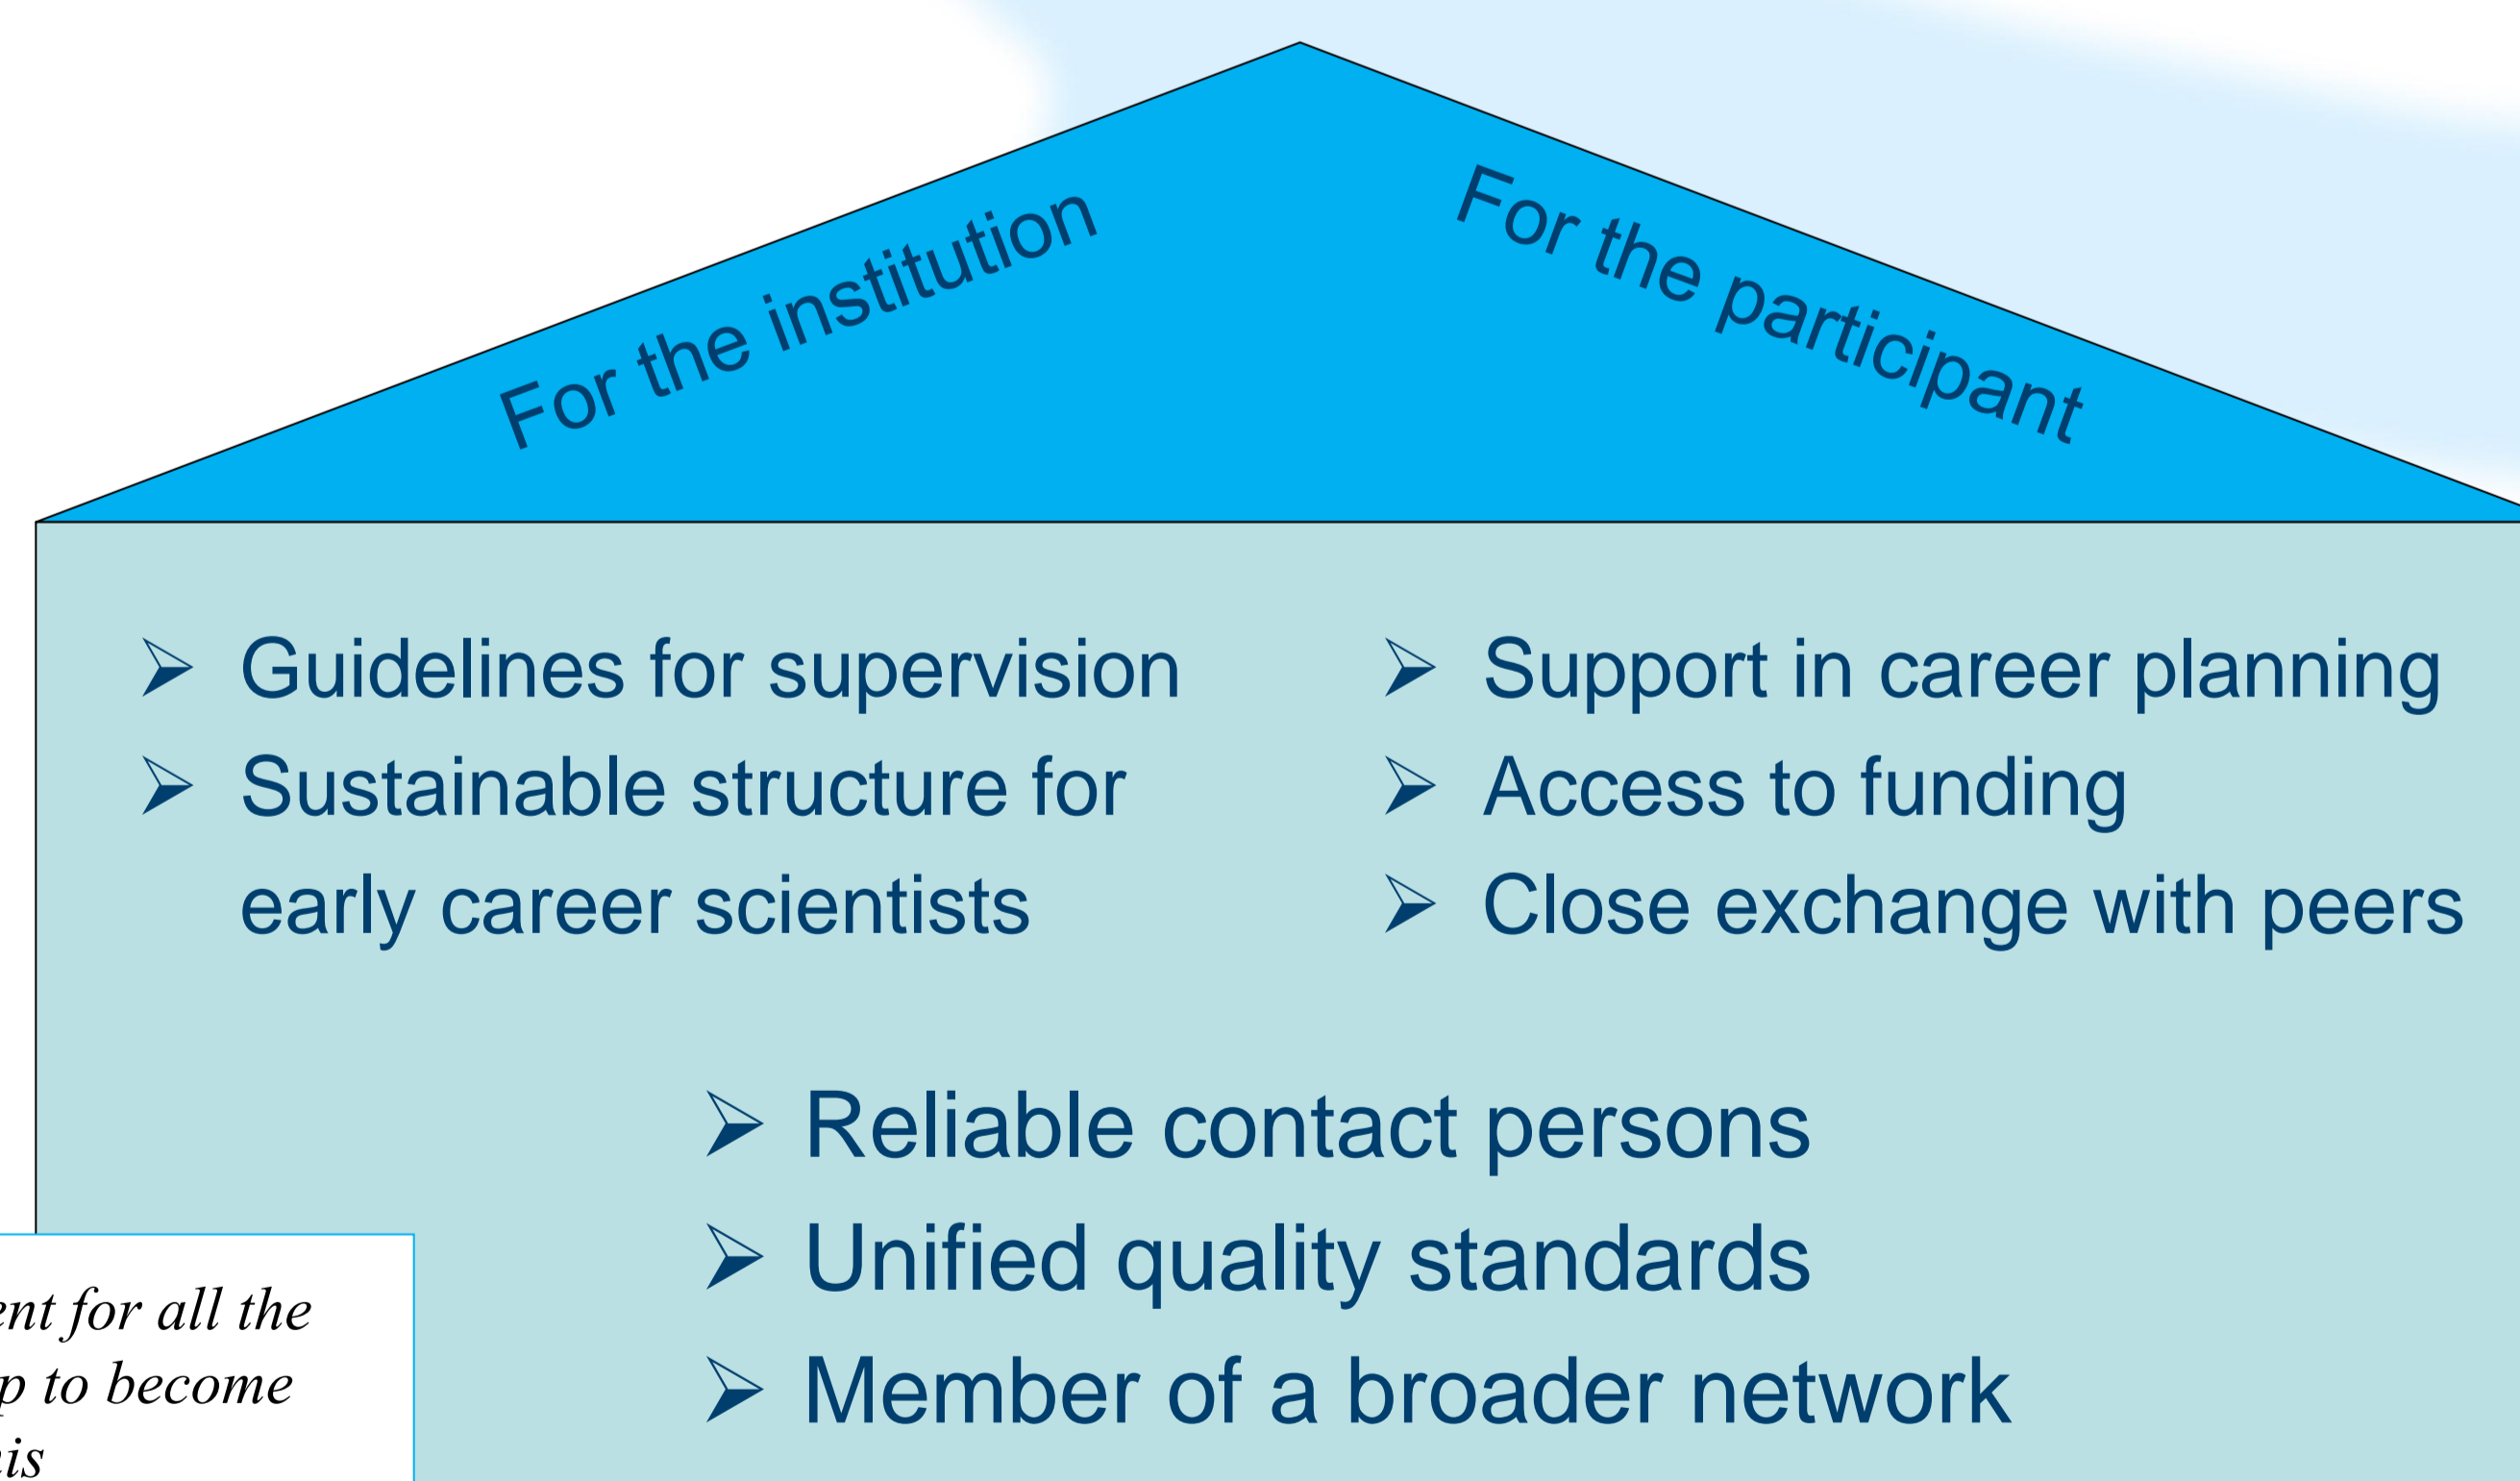 For the institution
For the participant
➢ Guidelines for supervision
➢ Sustainable structure for
early career scientists
➢ Support in career planning
➢ Access to funding
➢ Close exchange with peers
➢ Reliable contact persons
➢ Unified quality standards
➢ Member of a broader network
for all the
to become